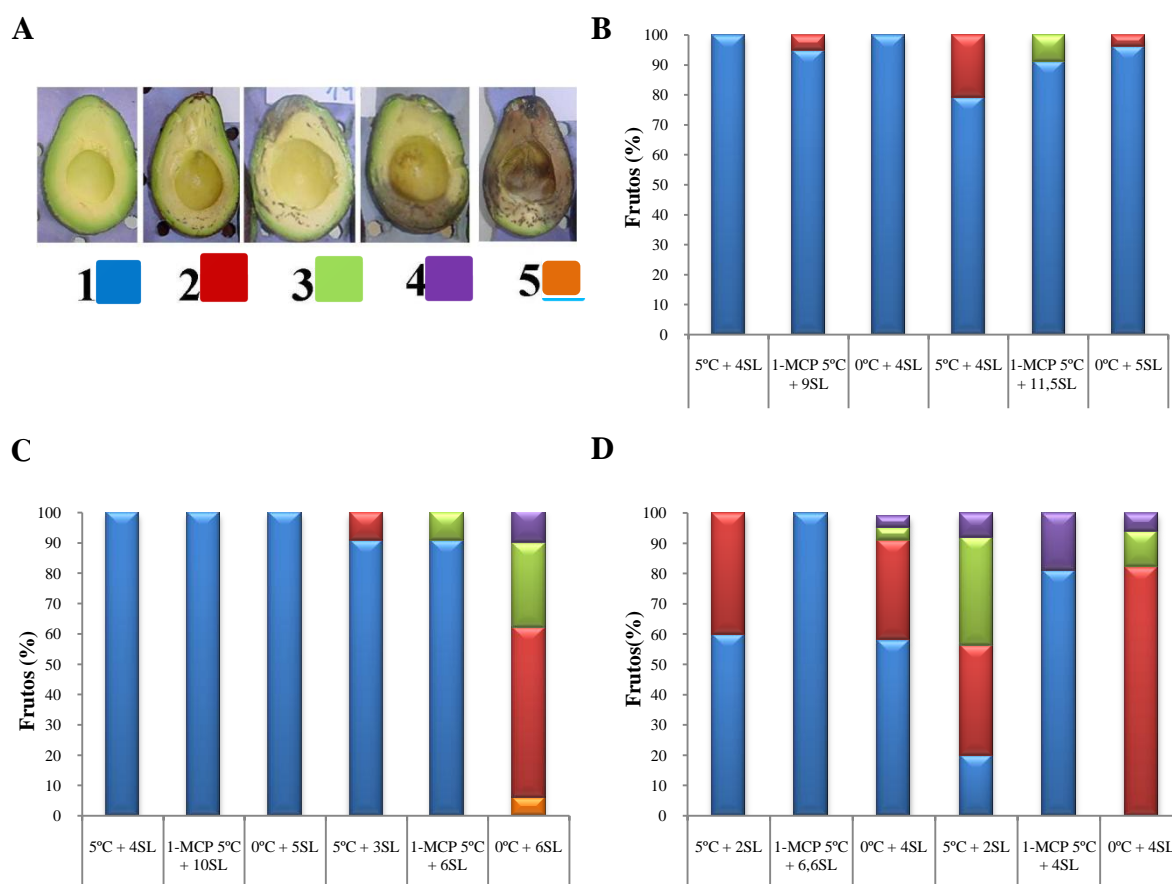 A
B
1 2 3 4 5
Frutos (%)
100
90
80
70
60
50
40
30
20
10
0
5ºC + 4SL
1-MCP 5ºC
+ 9SL
0ºC + 4SL
5ºC + 4SL
1-MCP 5ºC
+ 11,5SL
0ºC + 5SL
C
Frutos (%)
100
90
80
70
60
50
40
30
20
10
0
5ºC + 4SL
1-MCP 5ºC
+ 10SL
0ºC + 5SL
5ºC + 3SL
1-MCP 5ºC
+ 6SL
0ºC + 6SL
D
Frutos(%)
100
90
80
70
60
50
40
30
20
10
0
5ºC + 2SL
1-MCP 5ºC
+ 6,6SL
0ºC + 4SL
5ºC + 2SL
1-MCP 5ºC
+ 4SL
0ºC + 4SL